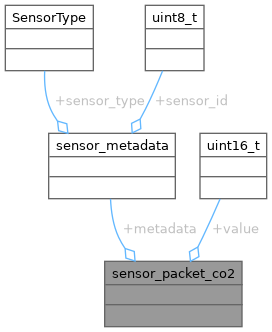 SensorType
uint8_t
+sensor_type
+sensor_id
sensor_metadata
uint16_t
+metadata
+value
sensor_packet_co2